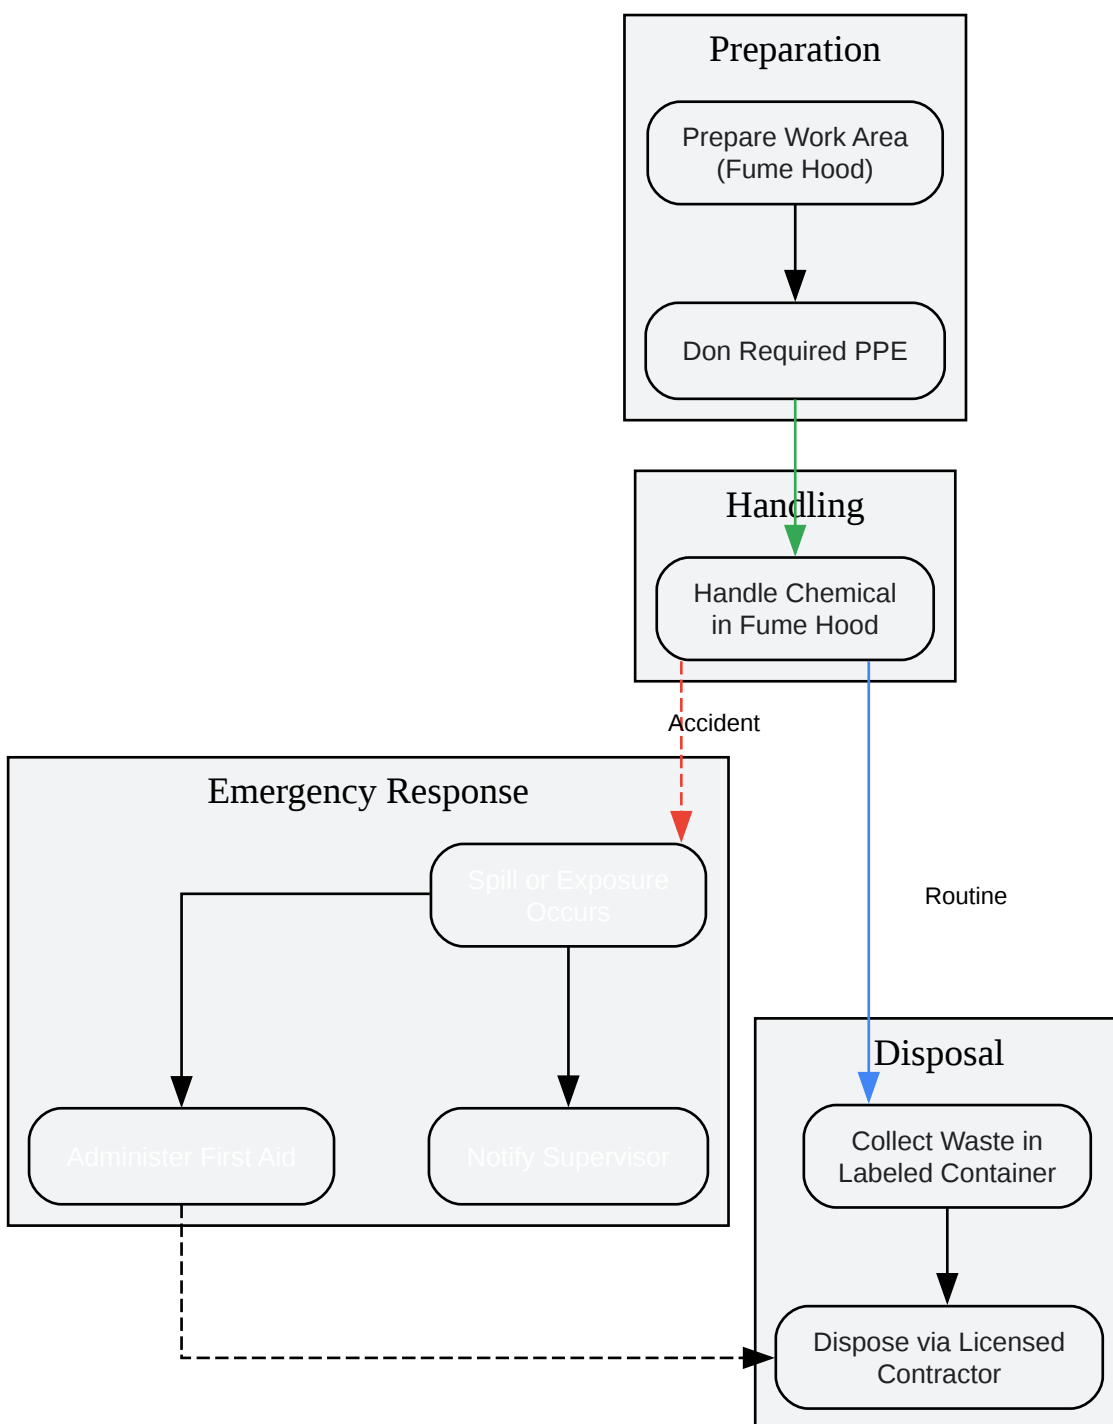 Preparation
Prepare Work Area
(Fume Hood)
Don Required PPE
Handling
Handle Chemical
in Fume Hood
Accident
Emergency Response
Spill or Exposure
Occurs
Routine
Administer First Aid
Notify Supervisor
Disposal
Collect Waste in
Labeled Container
Dispose via Licensed
Contractor